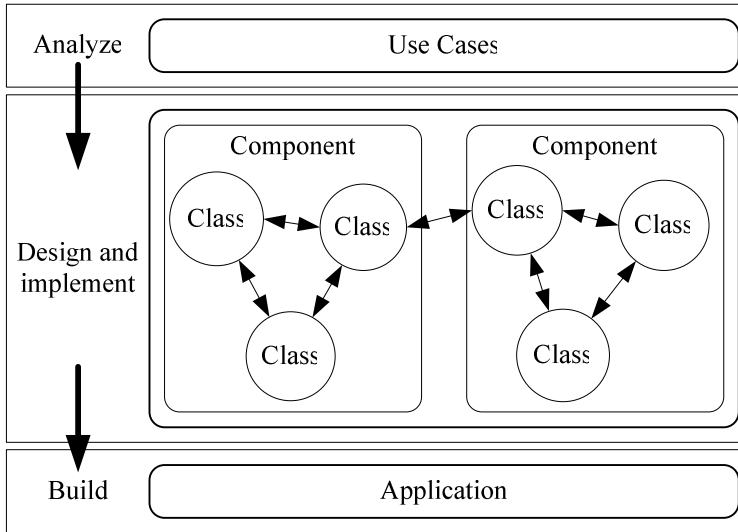 Analyze
Use Cases
Component
Component
Class
Class
Class
Class
Class
Class
Design and
implement
Build
Application